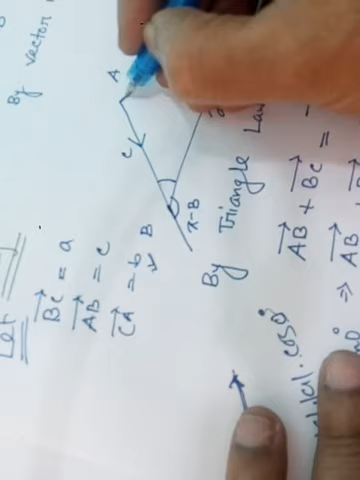 By vector
Let
BC = a
AB = c
CA = b
A
c
B
π-B
By Triangle Law
AB + BC =
⇒ AB +
cosθ